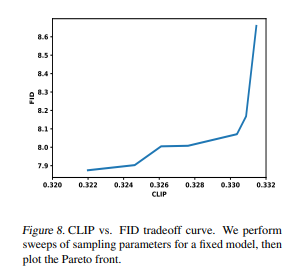 8.6
8.5
8.4
8.3
8.2
8.1
8.0
7.9
FID
0.320 0.322 0.324 0.326 0.328 0.330 0.332
CLIP
Figure 8. CLIP vs. FID tradeoff curve. We perform
sweeps of sampling parameters for a fixed model, then
plot the Pareto front.